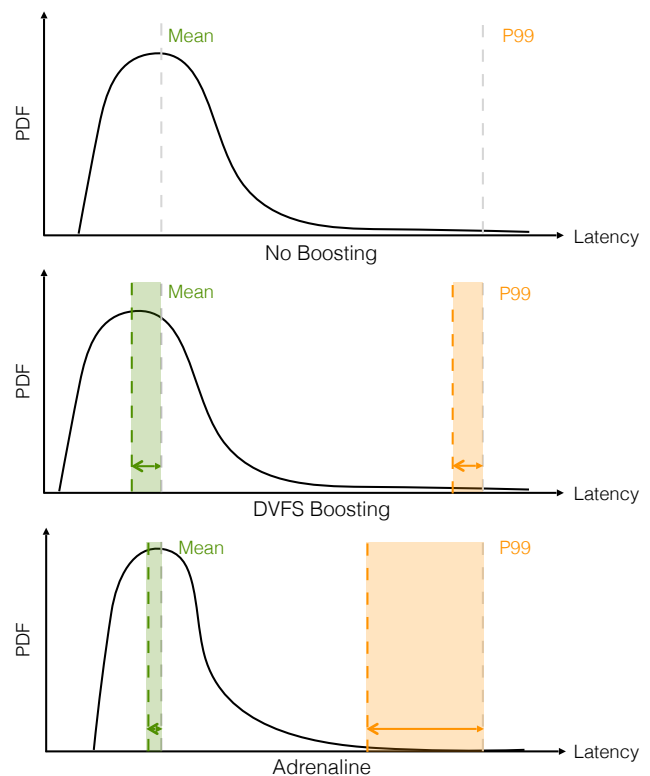 Mean
P99
PDF
Latency
No Boosting
Mean
P99
PDF
Latency
DVFS Boosting
Mean
P99
PDF
Latency
Adrenaline